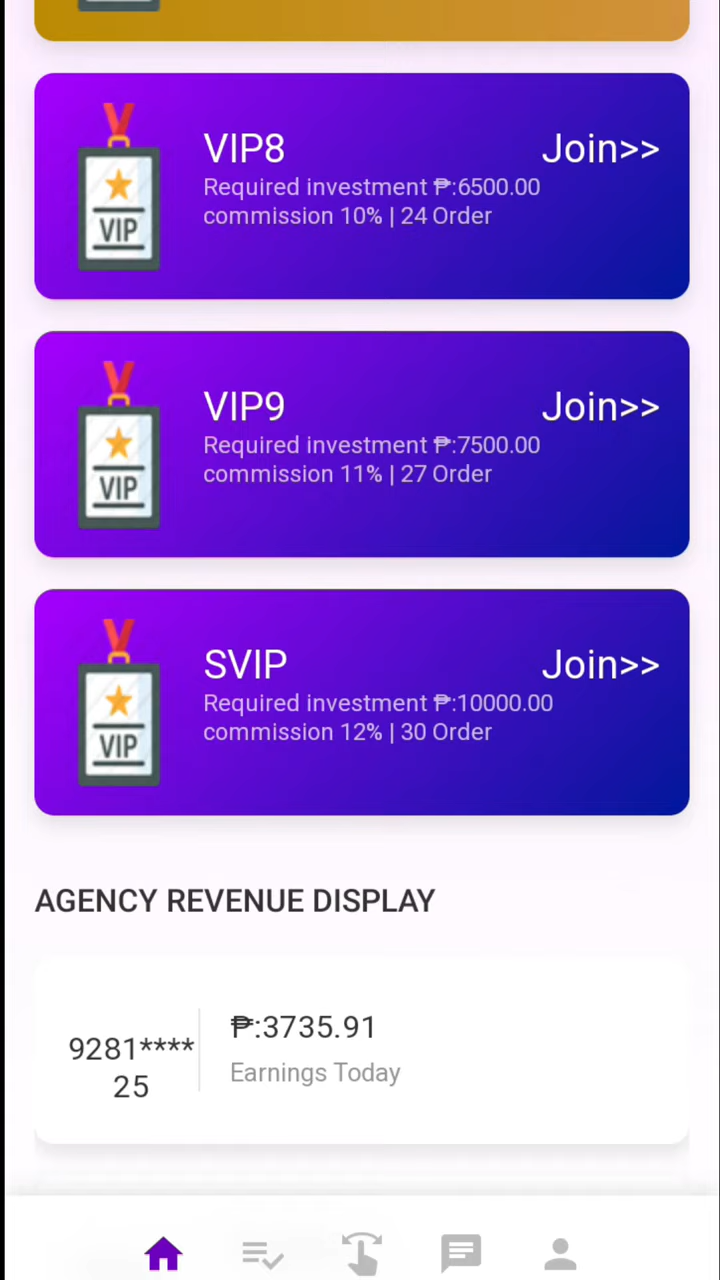 VIP8
Join>>
Required investment ₱:6500.00
commission 10% | 24 Order
VIP
VIP9
Join>>
Required investment ₱:7500.00
commission 11% | 27 Order
VIP
SVIP
Join>>
Required investment ₱:10000.00
commission 12% | 30 Order
VIP
AGENCY REVENUE DISPLAY
9281****
25
₱:3735.91
Earnings Today